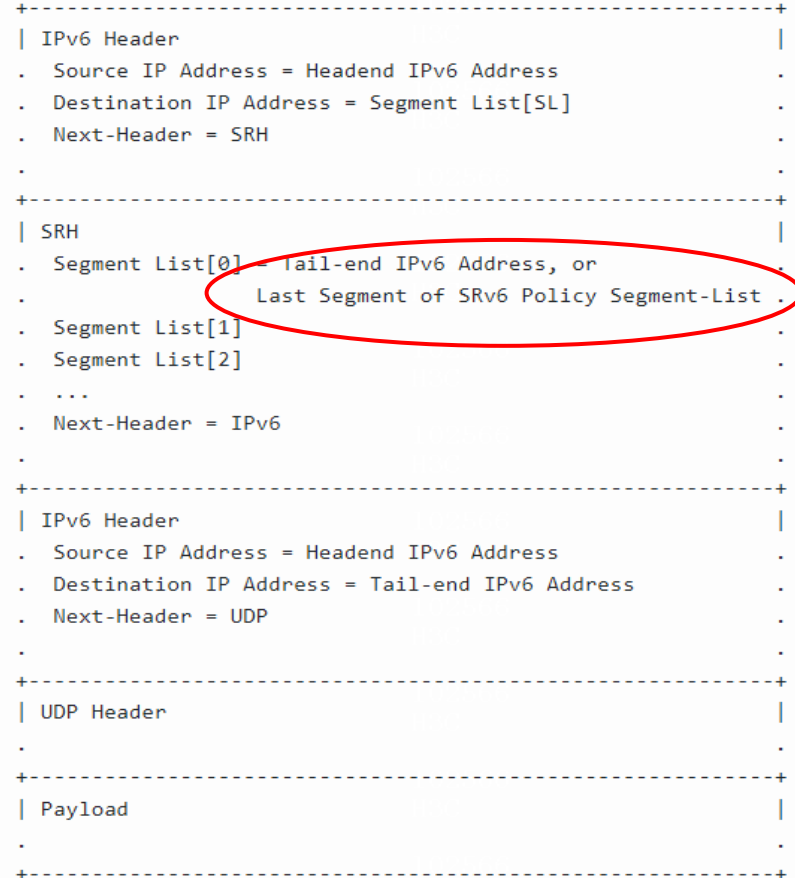 +---------------------------------------------------------------+
| IPv6 Header |
. Source IP Address = Headend IPv6 Address .
. Destination IP Address = Segment List[SL] .
. Next-Header = SRH .
. .
+---------------------------------------------------------------+
| SRH |
. Segment List[0] = Tail-end IPv6 Address, or .
. Last Segment of SRv6 Policy Segment-List .
. Segment List[1] .
. Segment List[2] .
. ... .
. Next-Header = IPv6 .
. .
+---------------------------------------------------------------+
| IPv6 Header |
. Source IP Address = Headend IPv6 Address .
. Destination IP Address = Tail-end IPv6 Address .
. Next-Header = UDP .
. .
+---------------------------------------------------------------+
| UDP Header |
. .
+---------------------------------------------------------------+
| Payload |
. .
+---------------------------------------------------------------+